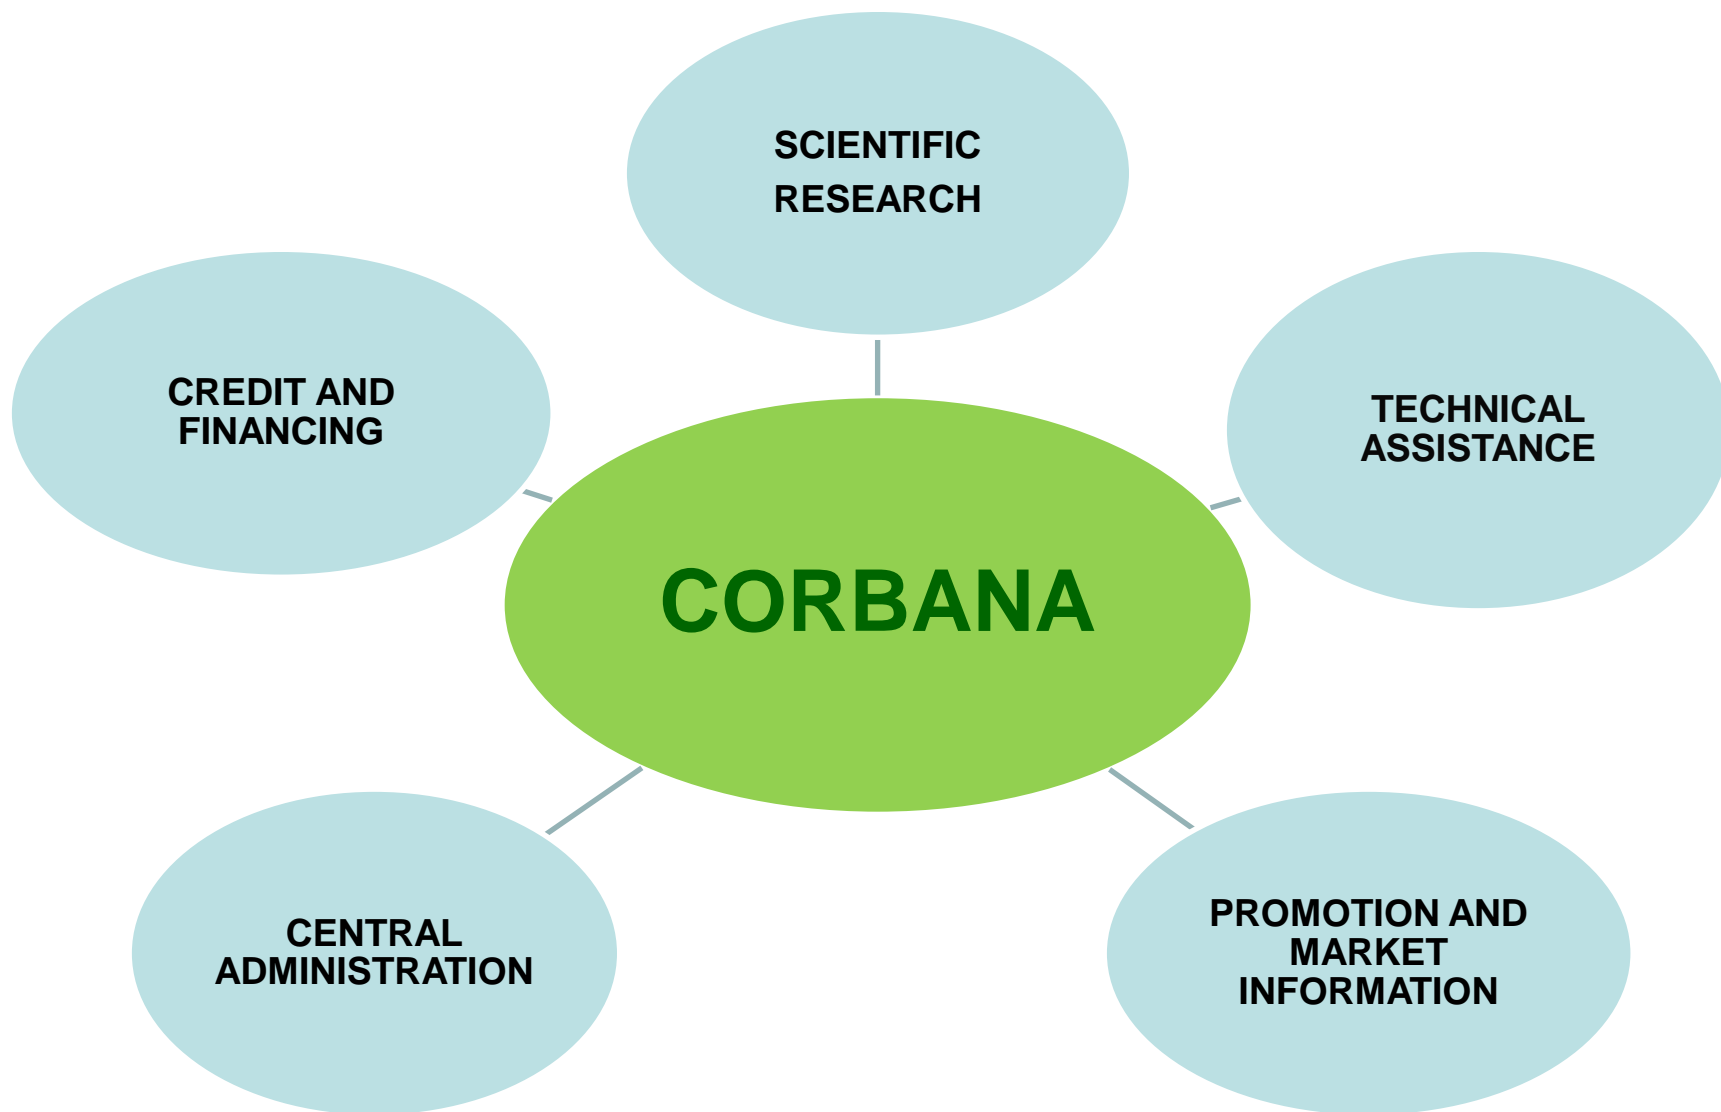 SCIENTIFIC
RESEARCH
CREDIT AND
FINANCING
TECHNICAL
ASSISTANCE
CORBANA
CENTRAL
ADMINISTRATION
PROMOTION AND
MARKET
INFORMATION